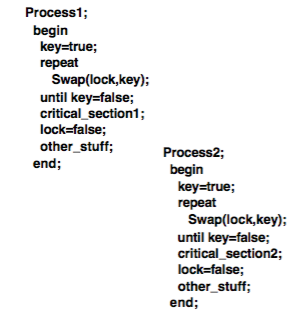 Process1;
begin
key=true;
repeat
Swap(lock,key);
until key=false;
critical_section1;
lock=false;
other_stuff;
end;
Process2;
begin
key=true;
repeat
Swap(lock,key);
until key=false;
critical_section2;
lock=false;
other_stuff;
end;